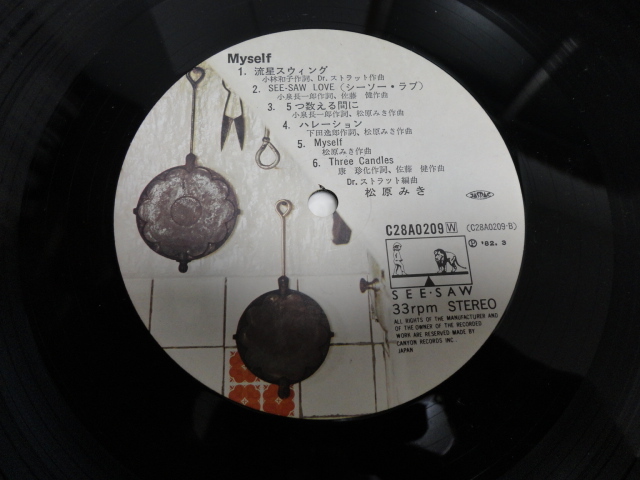 Myself
1. 流星スウィング
小林和子作詞、Dr.ストラット作曲
2. SEE-SAW LOVE (シーソー・ラブ)
小泉長一郎作詞、佐藤 健作曲
3. 5つ数える間に
小泉長一郎作詞、松原みき作曲
4. ハレーション
下田逸郎作詞、松原みき作曲
5. Myself
松原みき作曲
6. Three Candles
康 珍化作詞、佐藤 健作曲
Dr.ストラット編曲
松原みき
JASRAC
C28A0209 W (C28A0209-B)
Ⓟ '82. 3
SEE·SAW
33rpm STEREO
ALL RIGHTS OF THE MANUFACTURER AND
OF THE OWNER OF THE RECORDED
WORK ARE RESERVED MADE BY
CANYON RECORDS INC.
JAPAN